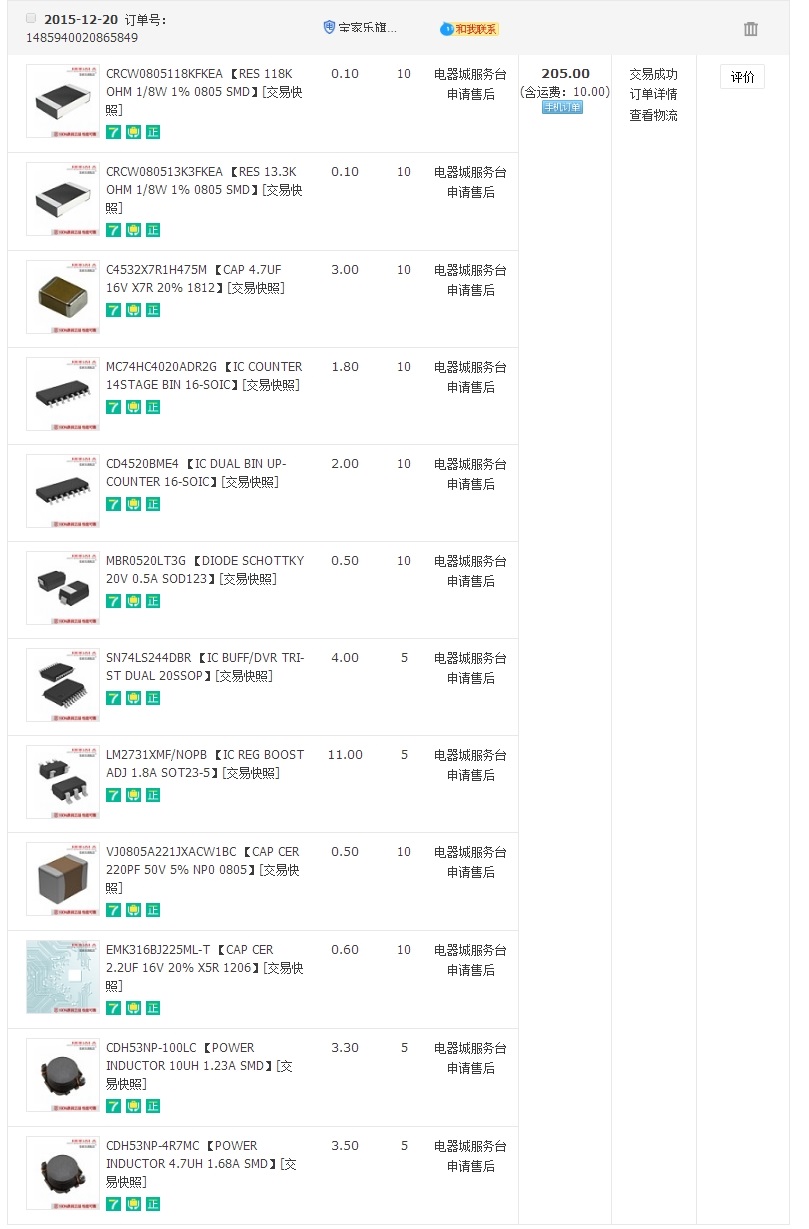 2015-12-20 订单号：
1485940020865849
宝家乐旗...
和我联系
CRCW0805118KFKEA 【RES 118K
OHM 1/8W 1% 0805 SMD】[交易快
照]
7 正
0.10 10 电器城服务台
申请售后
205.00
(含运费：10.00)
手机订单
交易成功
订单详情
查看物流
评价
CRCW080513K3FKEA 【RES 13.3K
OHM 1/8W 1% 0805 SMD】[交易快
照]
7 正
0.10 10 电器城服务台
申请售后
C4532X7R1H475M 【CAP 4.7UF
16V X7R 20% 1812】[交易快照]
7 正
3.00 10 电器城服务台
申请售后
MC74HC4020ADR2G 【IC COUNTER
14STAGE BIN 16-SOIC】[交易快照]
7 正
1.80 10 电器城服务台
申请售后
CD4520BME4 【IC DUAL BIN UP-
COUNTER 16-SOIC】[交易快照]
7 正
2.00 10 电器城服务台
申请售后
MBR0520LT3G 【DIODE SCHOTTKY
20V 0.5A SOD123】[交易快照]
7 正
0.50 10 电器城服务台
申请售后
SN74LS244DBR 【IC BUFF/DVR TRI-
ST DUAL 20SSOP】[交易快照]
7 正
4.00 5 电器城服务台
申请售后
LM2731XMF/NOPB 【IC REG BOOST
ADJ 1.8A SOT23-5】[交易快照]
7 正
11.00 5 电器城服务台
申请售后
VJ0805A221JXACW1BC 【CAP CER
220PF 50V 5% NP0 0805】[交易快
照]
7 正
0.50 10 电器城服务台
申请售后
EMK316BJ225ML-T 【CAP CER
2.2UF 16V 20% X5R 1206】[交易快
照]
7 正
0.60 10 电器城服务台
申请售后
CDH53NP-100LC 【POWER
INDUCTOR 10UH 1.23A SMD】[交
易快照]
7 正
3.30 5 电器城服务台
申请售后
CDH53NP-4R7MC 【POWER
INDUCTOR 4.7UH 1.68A SMD】[交
易快照]
7 正
3.50 5 电器城服务台
申请售后